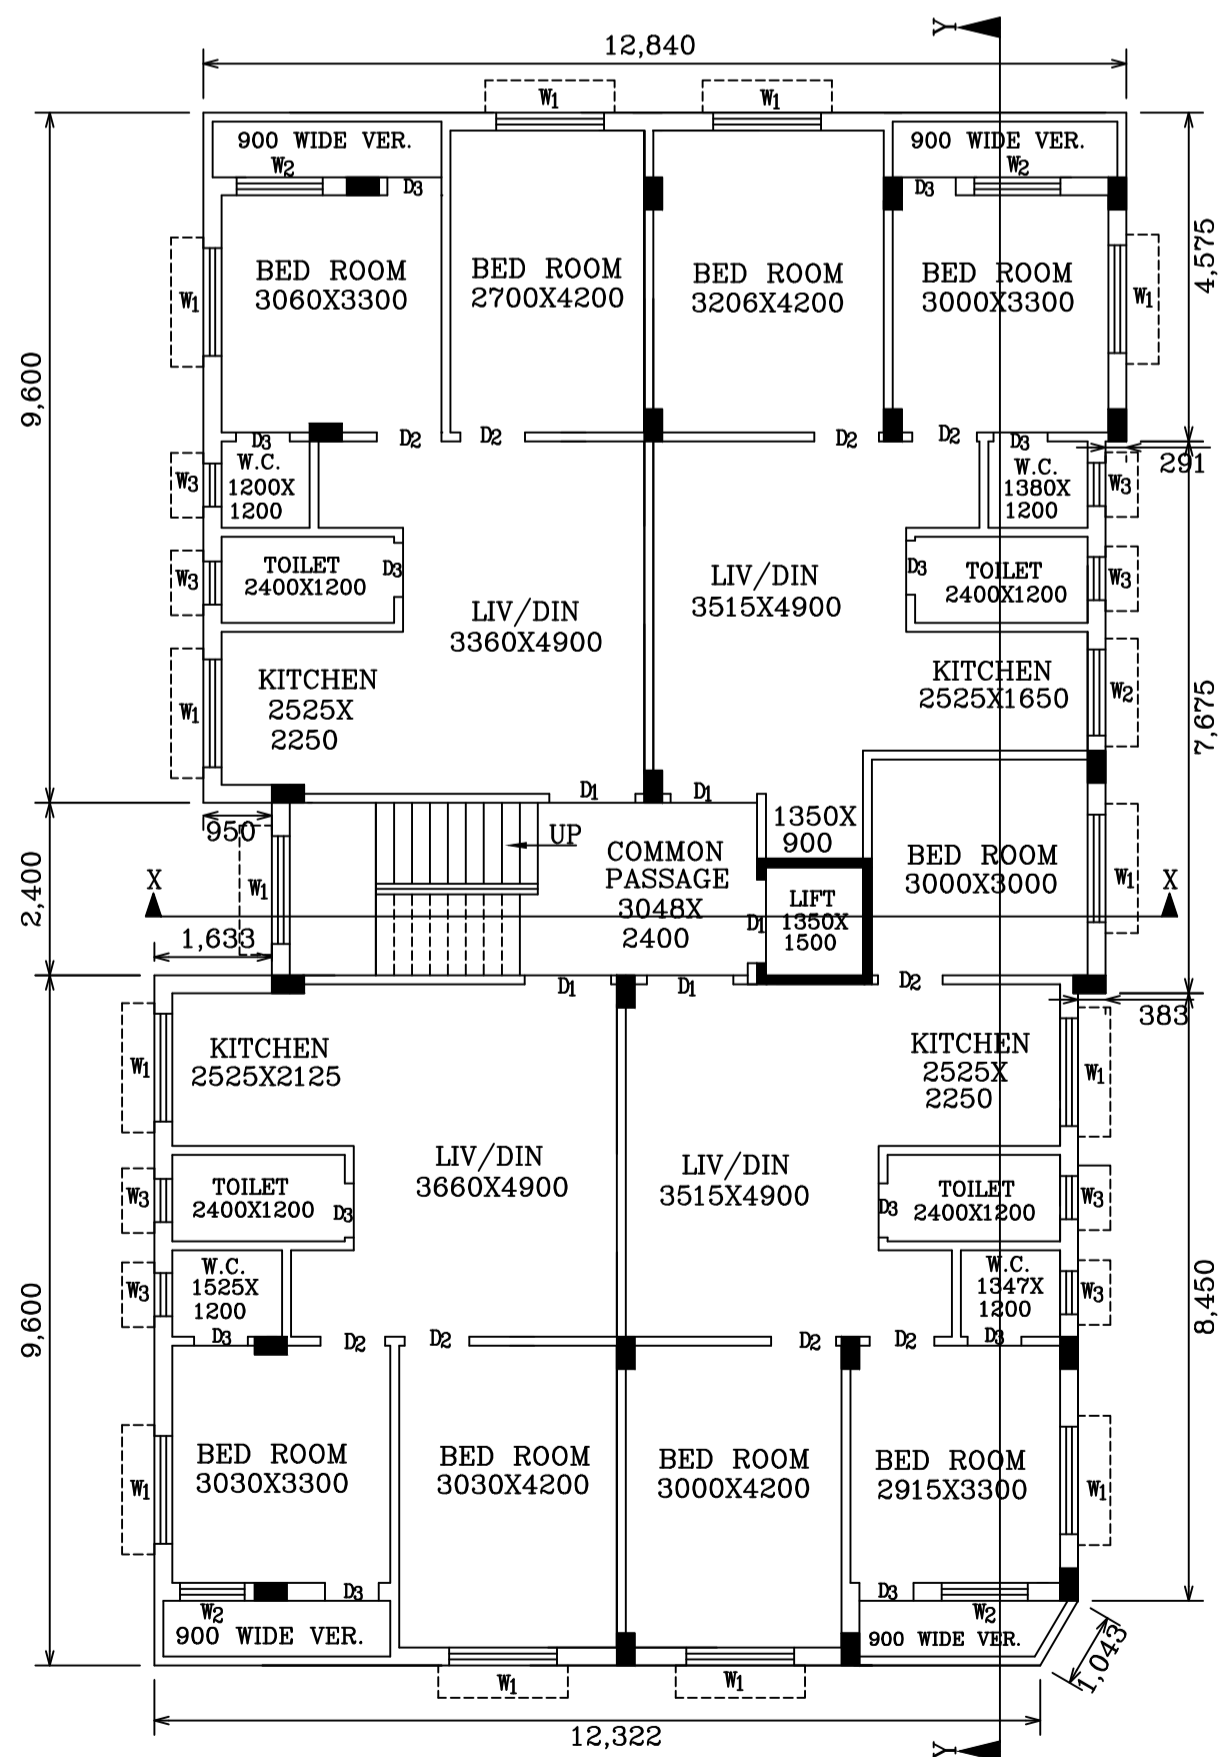 Y
12,840
W1
W1
900 WIDE VER.
900 WIDE VER.
W2
D3
D3
W2
BED ROOM
3060X3300
BED ROOM
2700X4200
BED ROOM
3206X4200
BED ROOM
3000X3300
W1
W1
4,575
9,600
D3
D2
D2
D2
D2
D3
291
W.C.
1200X
1200
W.C.
1380X
1200
W3
W3
TOILET
2400X1200
D3
D3
TOILET
2400X1200
W3
W3
LIV/DIN
3360X4900
LIV/DIN
3515X4900
KITCHEN
2525X
2250
KITCHEN
2525X1650
W1
W2
7,675
D1
D1
950
UP
1350X
900
COMMON
PASSAGE
3048X
2400
BED ROOM
3000X3000
LIFT
1350X
1500
D1
W1
W1
X
X
2,400
1,633
D1
D1
D2
383
KITCHEN
2525X2125
KITCHEN
2525X
2250
W1
W1
LIV/DIN
3660X4900
LIV/DIN
3515X4900
TOILET
2400X1200
D3
D3
TOILET
2400X1200
W3
W3
W.C.
1525X
1200
W.C.
1347X
1200
W3
W3
D3
D2
D2
D2
D2
D3
9,600
8,450
BED ROOM
3030X3300
BED ROOM
3030X4200
BED ROOM
3000X4200
BED ROOM
2915X3300
W1
W1
D3
D3
W2
W2
900 WIDE VER.
900 WIDE VER.
1,043
W1
W1
12,322
Y